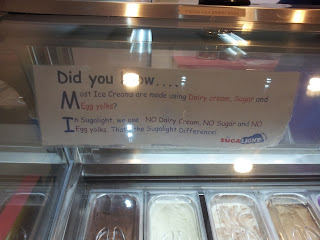 Did you know....
Most Ice Creams are made using Dairy cream, Sugar and
Egg yolks?
In Sugalight, we use NO Dairy Cream, NO Sugar and NO
Egg yolks. That's the Sugalight Difference!
SUGALIGHT